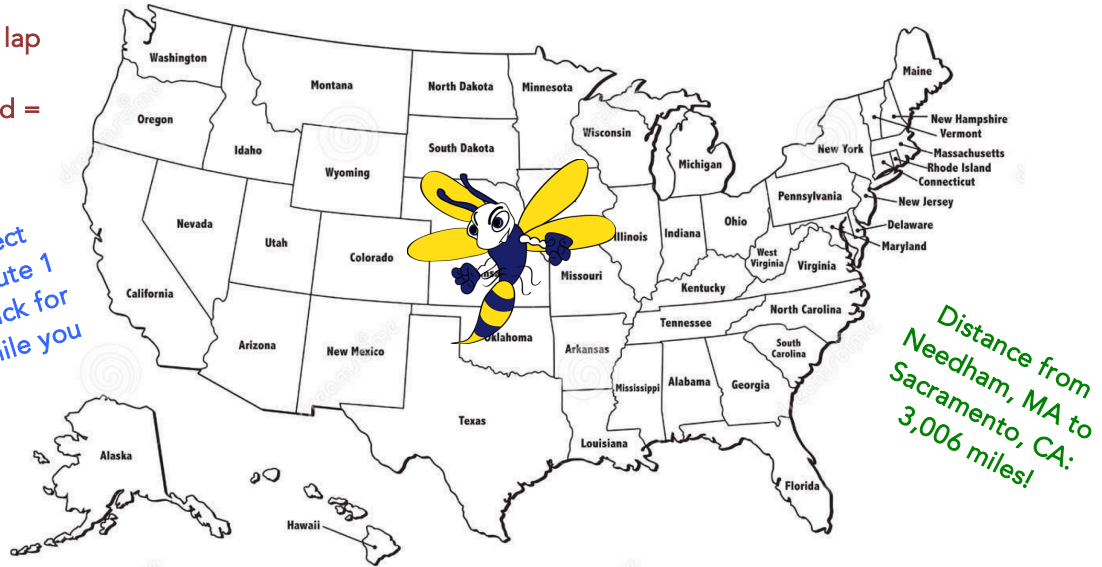 lap
d =
ect
ute 1
ck for
ile you
Washington
Montana
North Dakota
Minnesota
Maine
Oregon
Idaho
Wyoming
South Dakota
Wisconsin
Michigan
New York
New Hampshire
Vermont
Massachusetts
Rhode Island
Connecticut
New Jersey
Pennsylvania
Delaware
Maryland
Nevada
Utah
Colorado
Illinois
Indiana
Ohio
West
Virginia
Virginia
California
Missouri
Kentucky
Arizona
New Mexico
Oklahoma
Arkansas
Tennessee
North Carolina
South
Carolina
Mississippi
Alabama
Georgia
Texas
Louisiana
Florida
Alaska
Hawaii
Distance from
Needham, MA to
Sacramento, CA:
3,006 miles!